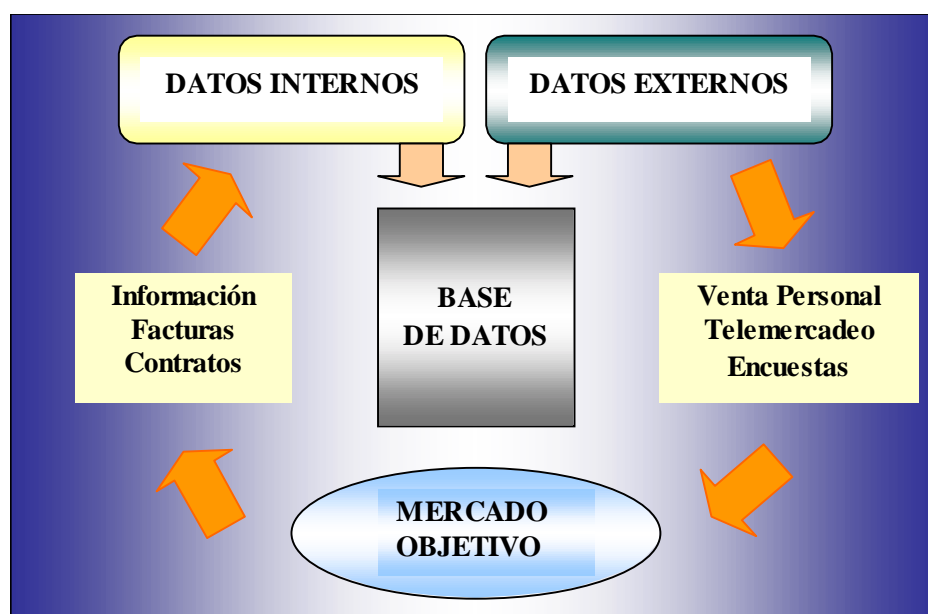 DATOS INTERNOS
DATOS EXTERNOS
Información
Facturas
Contratos
BASE
DE DATOS
Venta Personal
Telemercadeo
Encuestas
MERCADO
OBJETIVO